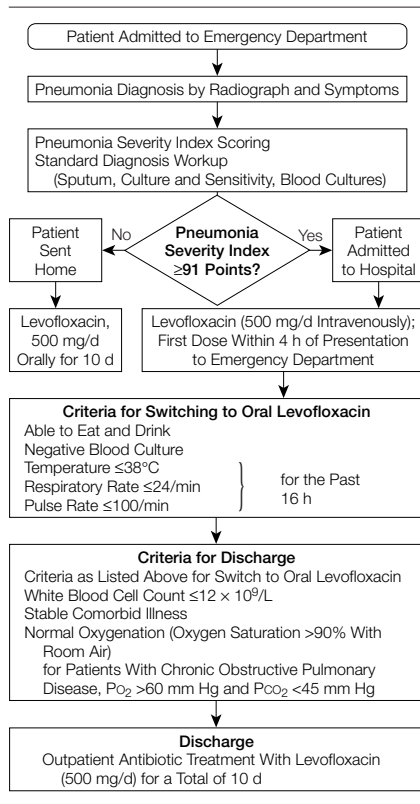 Patient Admitted to Emergency Department
Pneumonia Diagnosis by Radiograph and Symptoms
Pneumonia Severity Index Scoring
Standard Diagnosis Workup
(Sputum, Culture and Sensitivity, Blood Cultures)
Patient
Sent
Home
No
Pneumonia
Severity Index
≥91 Points?
Yes
Patient
Admitted
to Hospital
Levofloxacin,
500 mg/d
Orally for 10 d
Levofloxacin (500 mg/d Intravenously);
First Dose Within 4 h of Presentation
to Emergency Department
Criteria for Switching to Oral Levofloxacin
Able to Eat and Drink
Negative Blood Culture
Temperature ≤38°C
Respiratory Rate ≤24/min
Pulse Rate ≤100/min
for the Past
16 h
Criteria for Discharge
Criteria as Listed Above for Switch to Oral Levofloxacin
White Blood Cell Count ≤12 × 10⁹/L
Stable Comorbid Illness
Normal Oxygenation (Oxygen Saturation >90% With
Room Air)
for Patients With Chronic Obstructive Pulmonary
Disease, PO₂ >60 mm Hg and PCO₂ <45 mm Hg
Discharge
Outpatient Antibiotic Treatment With Levofloxacin
(500 mg/d) for a Total of 10 d